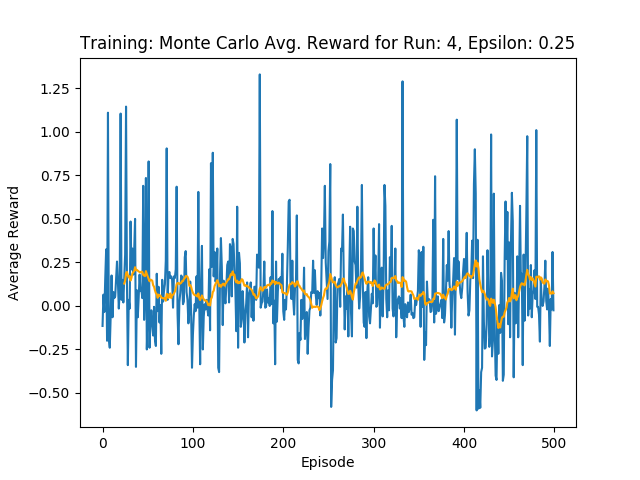 Training: Monte Carlo Avg. Reward for Run: 4, Epsilon: 0.25
1.25
1.00
0.75
0.50
0.25
0.00
−0.25
−0.50
Average Reward
0 100 200 300 400 500
Episode